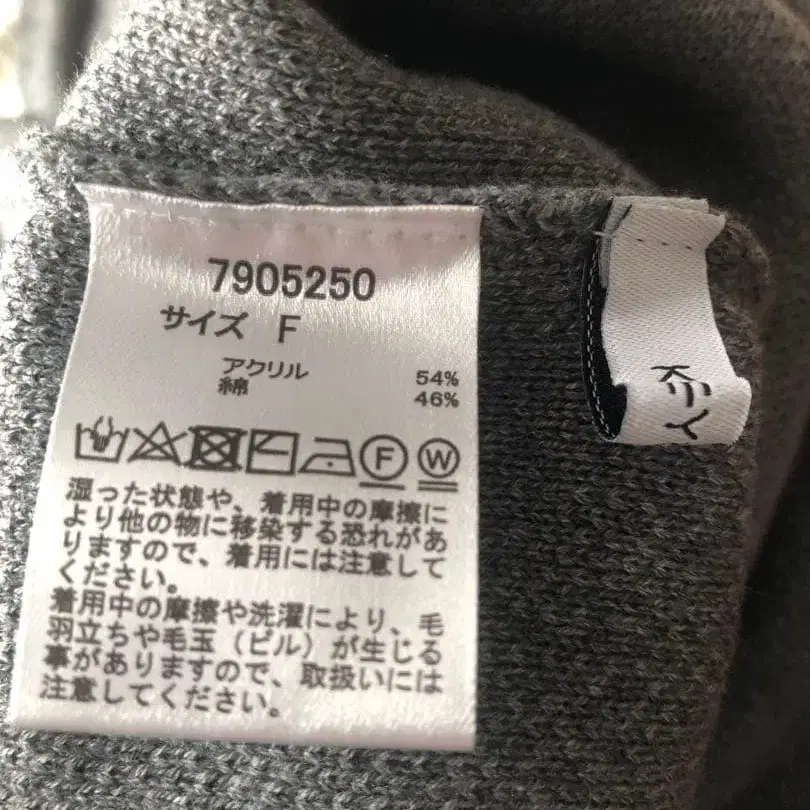 7905250
サイズ F
アクリル 54%
綿 46%
F W
湿った状態や、着用中の摩擦に
より他の物に移染する恐れがあ
りますので、着用には注意して
ください。
着用中の摩擦や洗濯により、毛
羽立ちや毛玉（ピル）が生じる
事がありますので、取扱いには
注意してください。